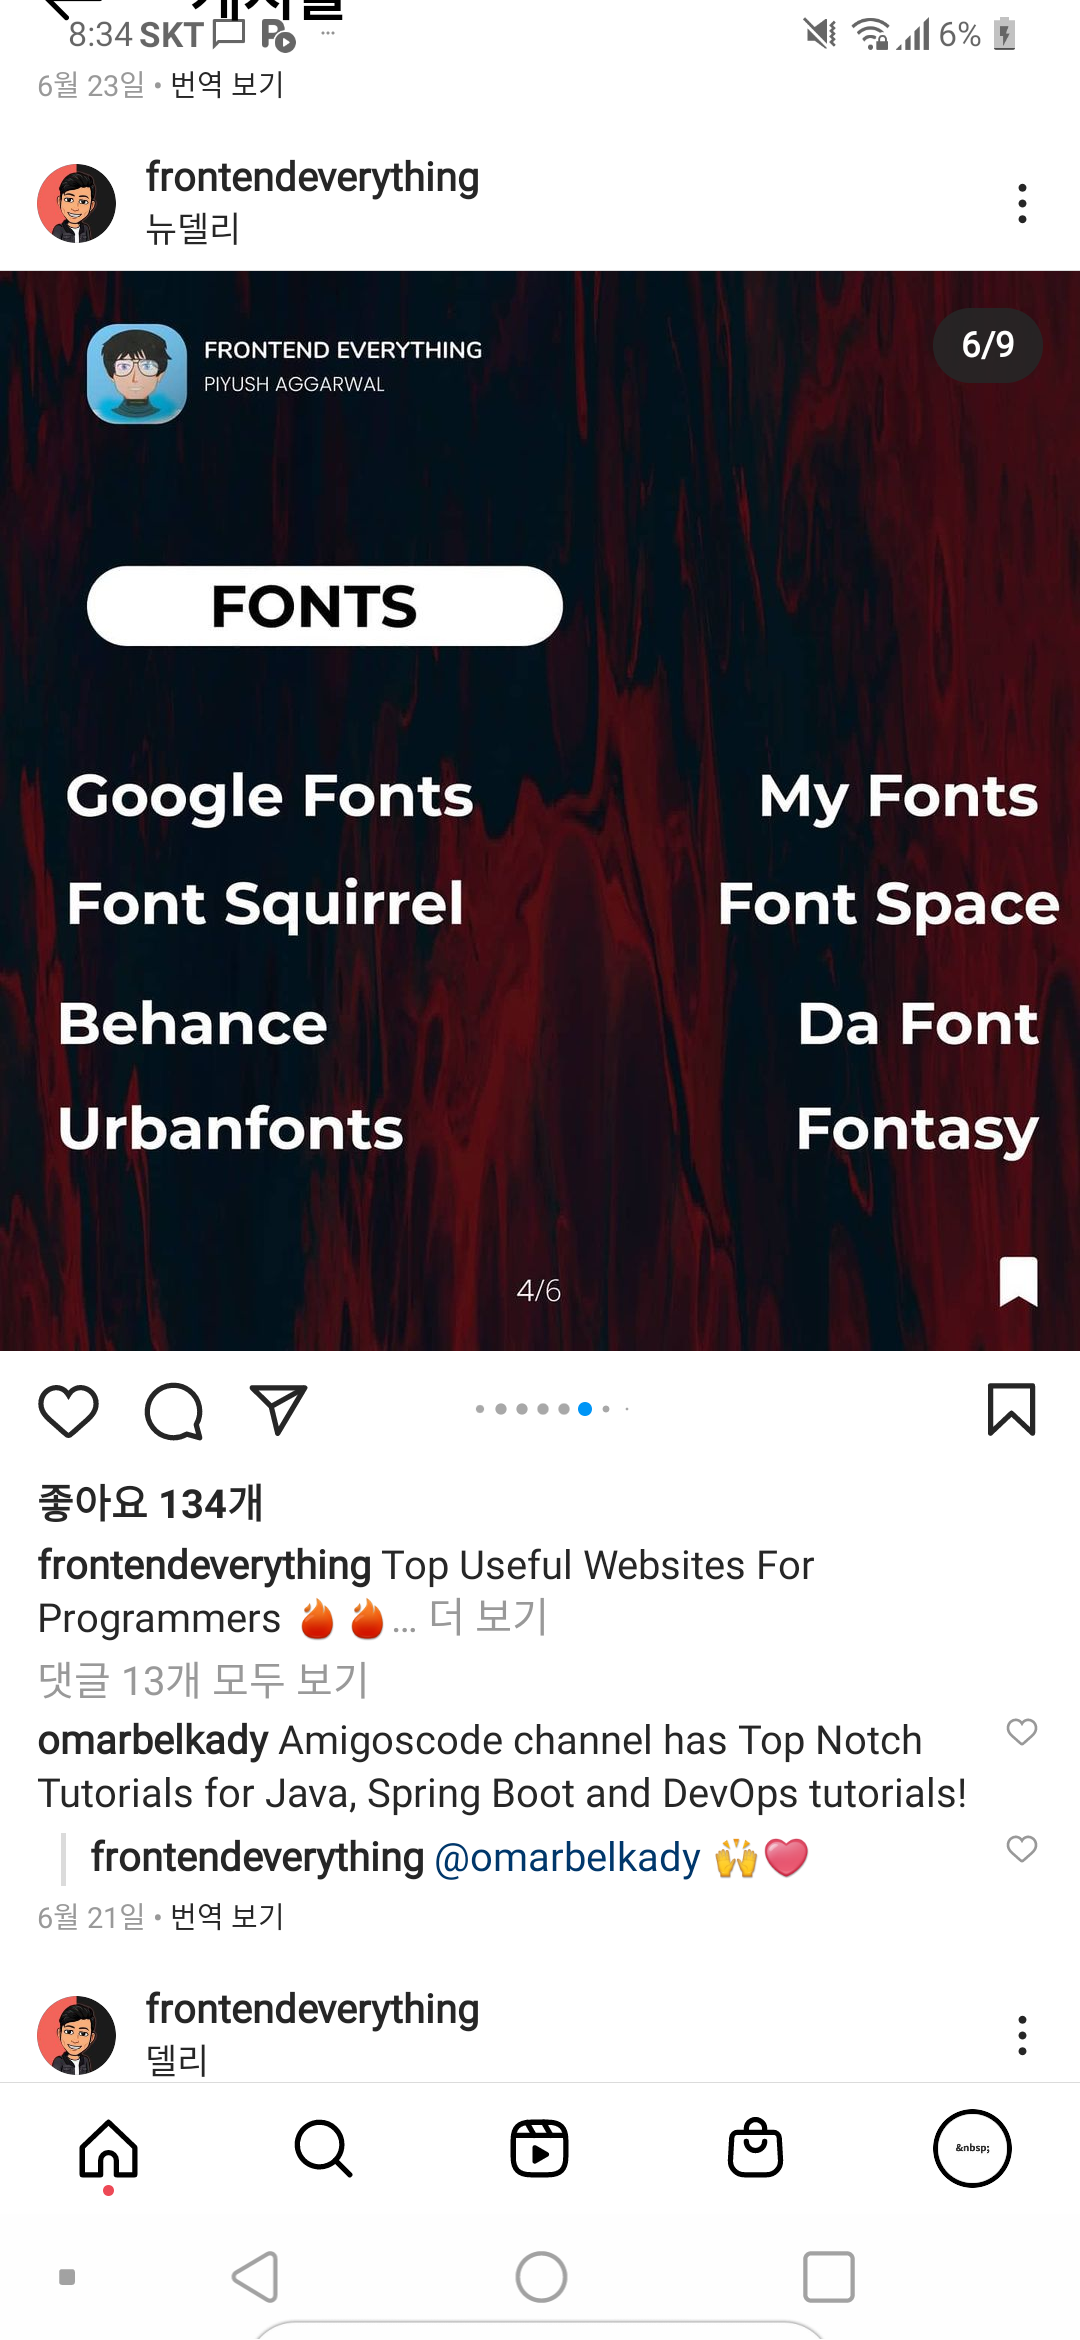 8:34 SKT 6%
6월 23일 • 번역 보기
frontendeverything
뉴델리
FRONTEND EVERYTHING
PIYUSH AGGARWAL
6/9
FONTS
Google Fonts My Fonts
Font Squirrel Font Space
Behance Da Font
Urbanfonts Fontasy
4/6
좋아요 134개
frontendeverything Top Useful Websites For
Programmers 🔥 🔥... 더 보기
댓글 13개 모두 보기
omarbelkady Amigoscode channel has Top Notch
Tutorials for Java, Spring Boot and DevOps tutorials!
frontendeverything @omarbelkady 🙌❤️
6월 21일 • 번역 보기
frontendeverything
델리
&nbsp;